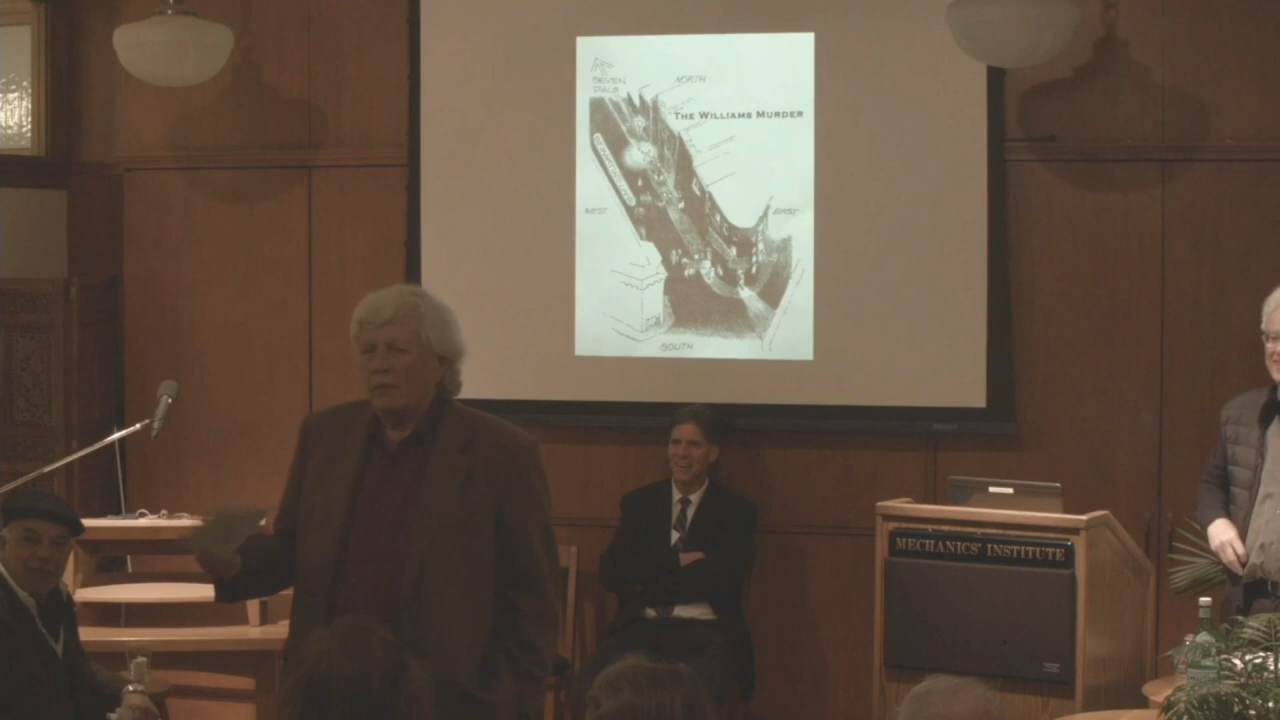 SEVEN
DIALS
NORTH
THE WILLIAMS MURDER
WEST
EAST
SOUTH
MECHANICS' INSTITUTE